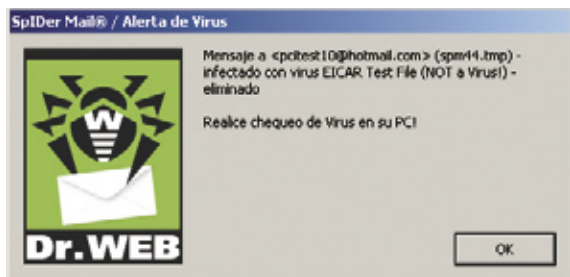 SpIDer Mail® / Alerta de Virus
Mensaje a <pcitest10@hotmail.com> (spm44.tmp) -
infectado con virus EICAR Test File (NOT a Virus!) -
eliminado
Realice chequeo de Virus en su PC!
W
Dr.WEB
OK